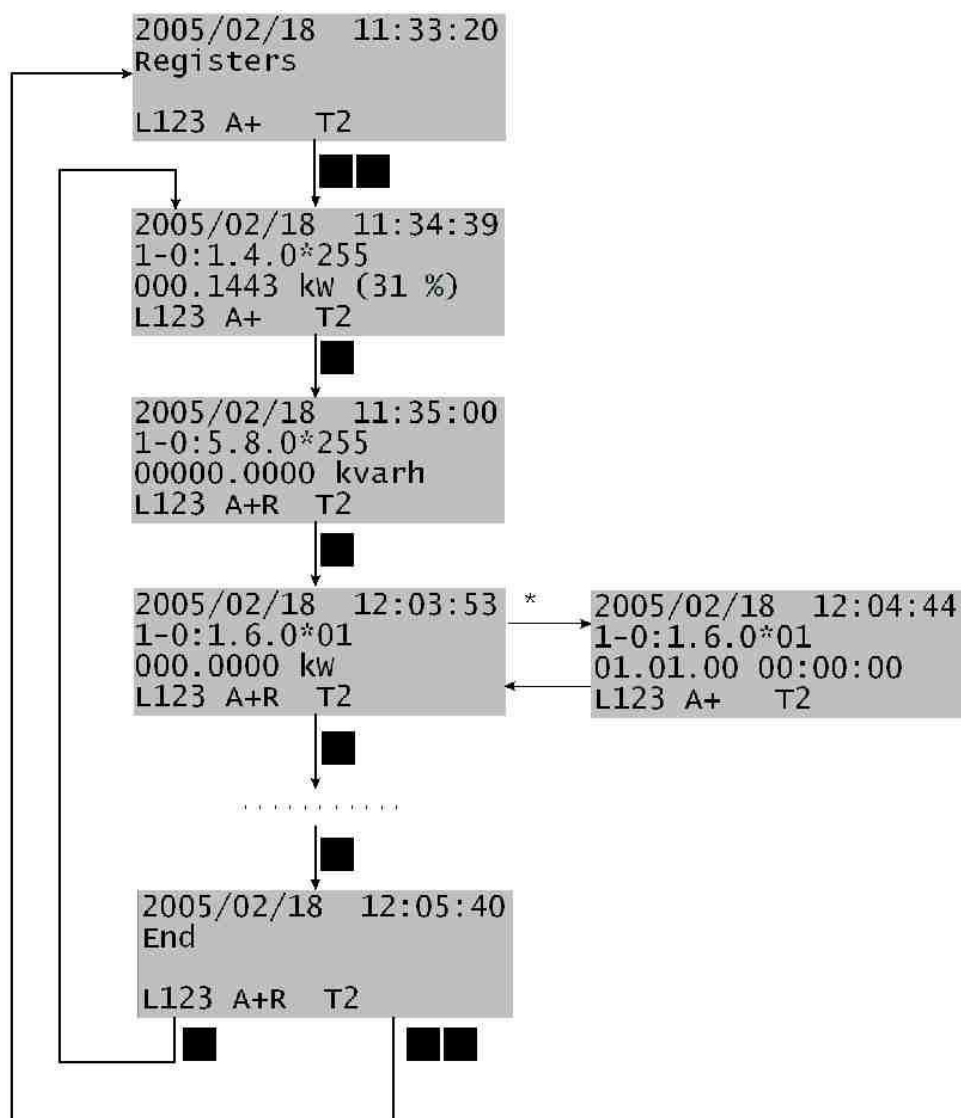 2005/02/18 11:33:20
Registers
L123 A+ T2
2005/02/18 11:34:39
1-0:1.4.0*255
000.1443 kW (31 %)
L123 A+ T2
2005/02/18 11:35:00
1-0:5.8.0*255
00000.0000 kvarh
L123 A+R T2
2005/02/18 12:03:53
1-0:1.6.0*01
000.0000 kW
L123 A+R T2
*
2005/02/18 12:04:44
1-0:1.6.0*01
01.01.00 00:00:00
L123 A+ T2
...........
2005/02/18 12:05:40
End
L123 A+R T2